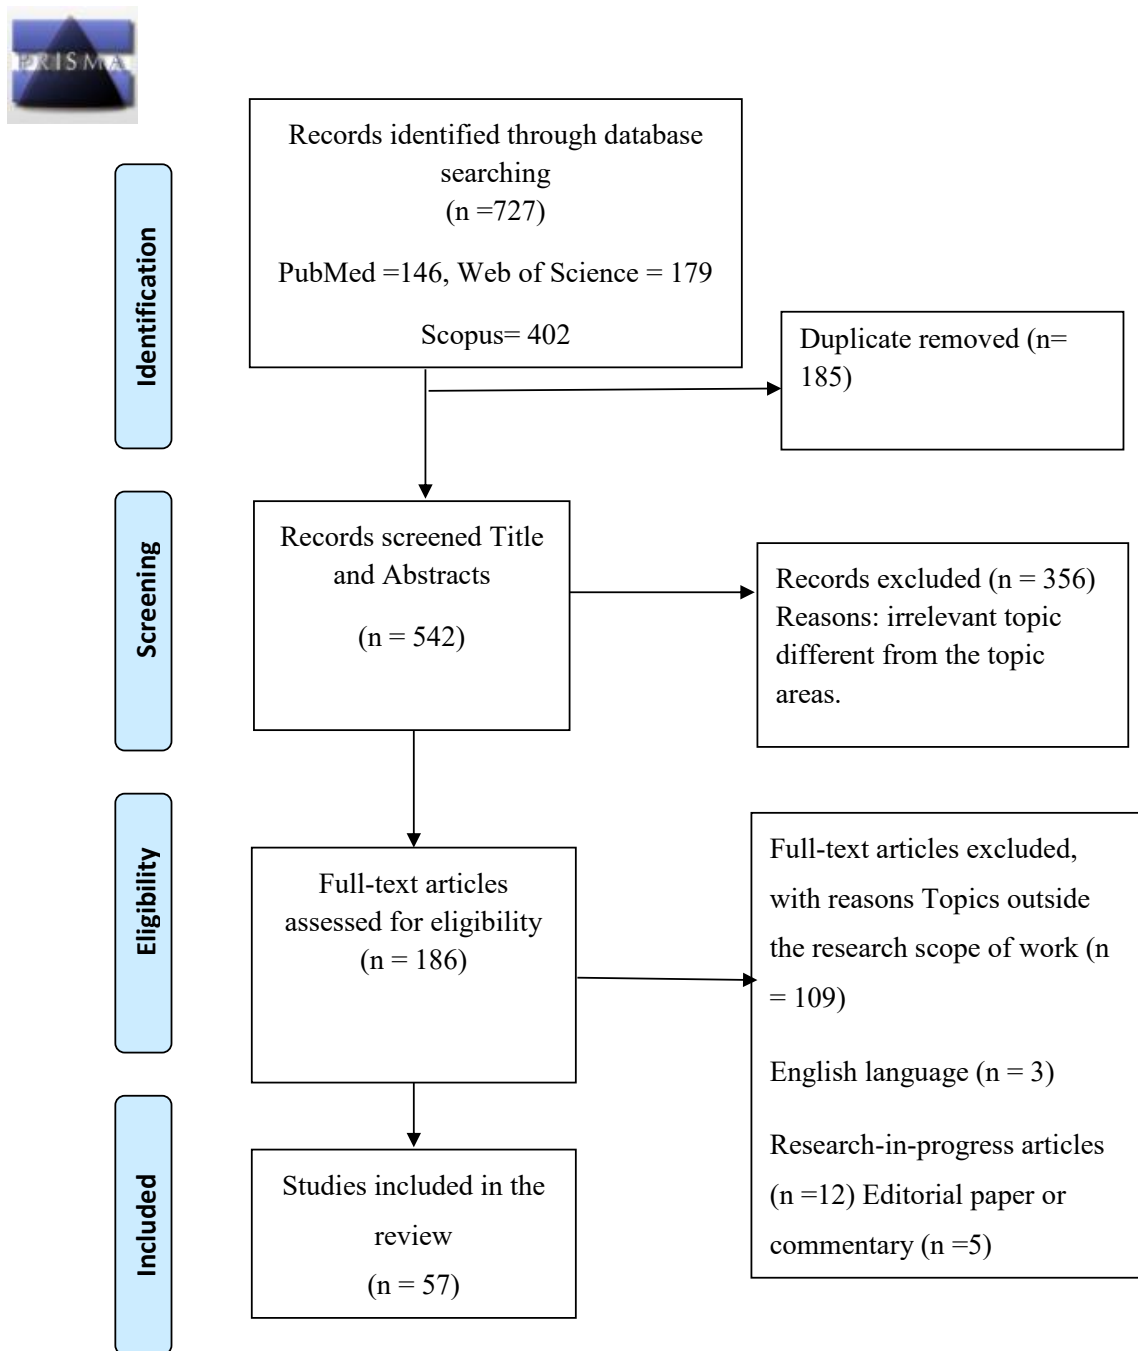 PRISMA
Identification
Records identified through database
searching
(n =727)
PubMed =146, Web of Science = 179
Scopus= 402
Duplicate removed (n=
185)
Screening
Records screened Title
and Abstracts
(n = 542)
Records excluded (n = 356)
Reasons: irrelevant topic
different from the topic
areas.
Eligibility
Full-text articles
assessed for eligibility
(n = 186)
Full-text articles excluded,
with reasons Topics outside
the research scope of work (n
= 109)
English language (n = 3)
Research-in-progress articles
(n =12) Editorial paper or
commentary (n =5)
Included
Studies included in the
review
(n = 57)